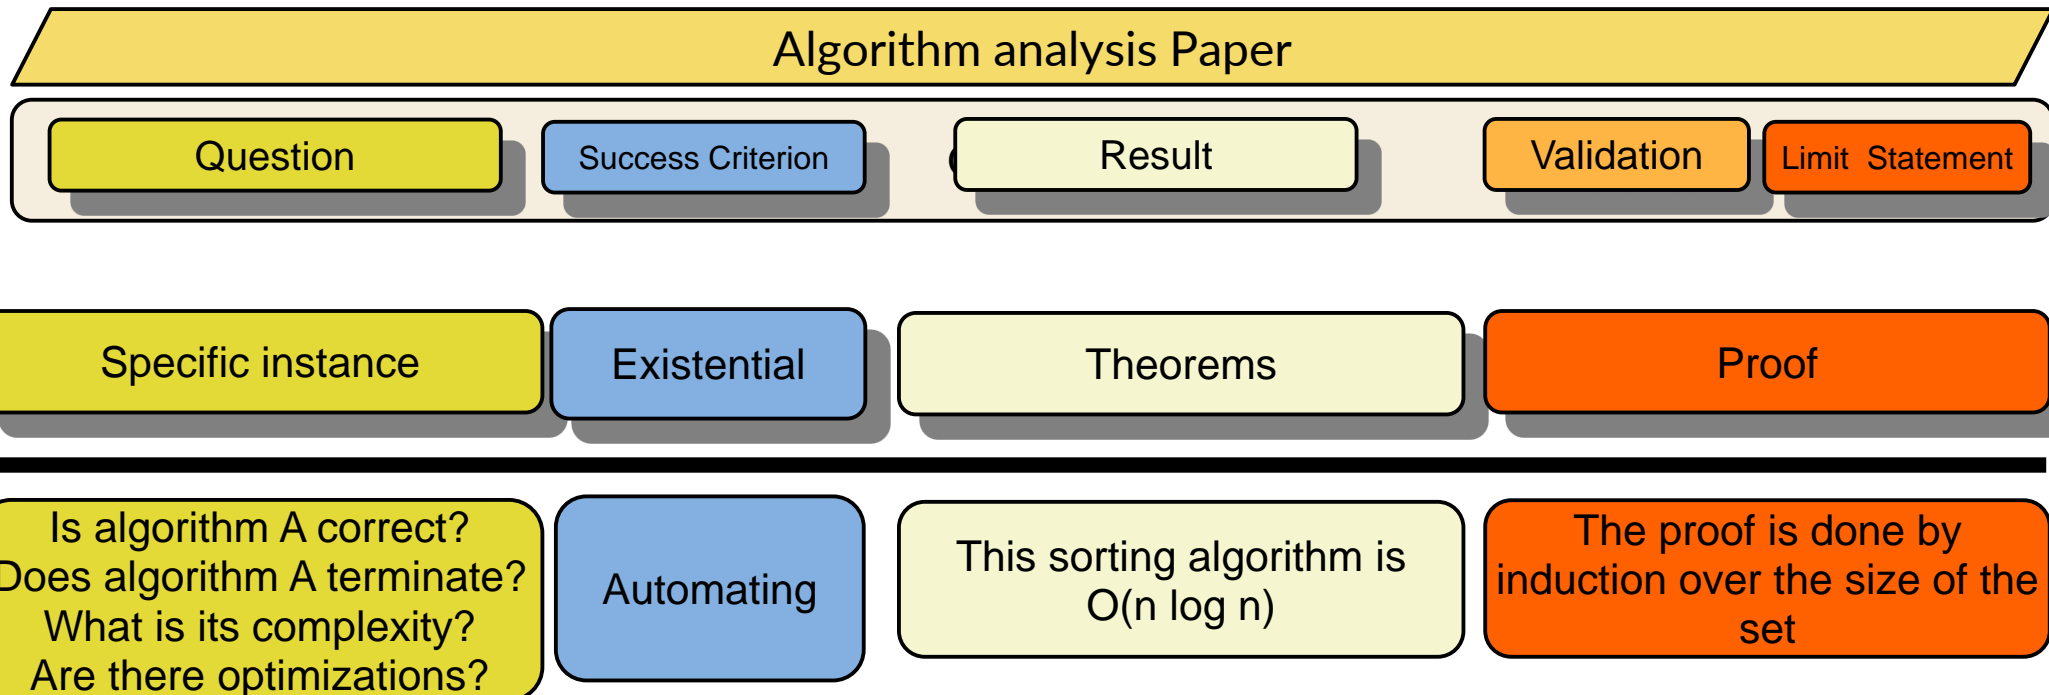 Algorithm analysis Paper
Question
Success Criterion
Result
Validation
Limit Statement
Specific instance
Existential
Theorems
Proof
Is algorithm A correct?
Does algorithm A terminate?
What is its complexity?
Are there optimizations?
Automating
This sorting algorithm is
O(n log n)
The proof is done by
induction over the size of the
set